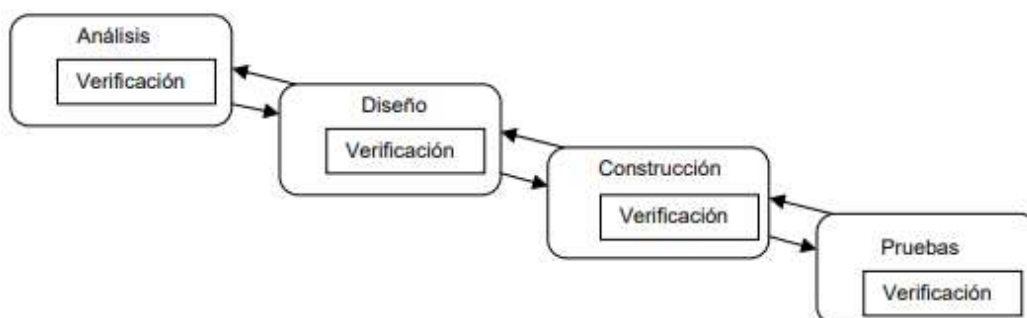 Análisis
Verificación
Diseño
Verificación
Construcción
Verificación
Pruebas
Verificación